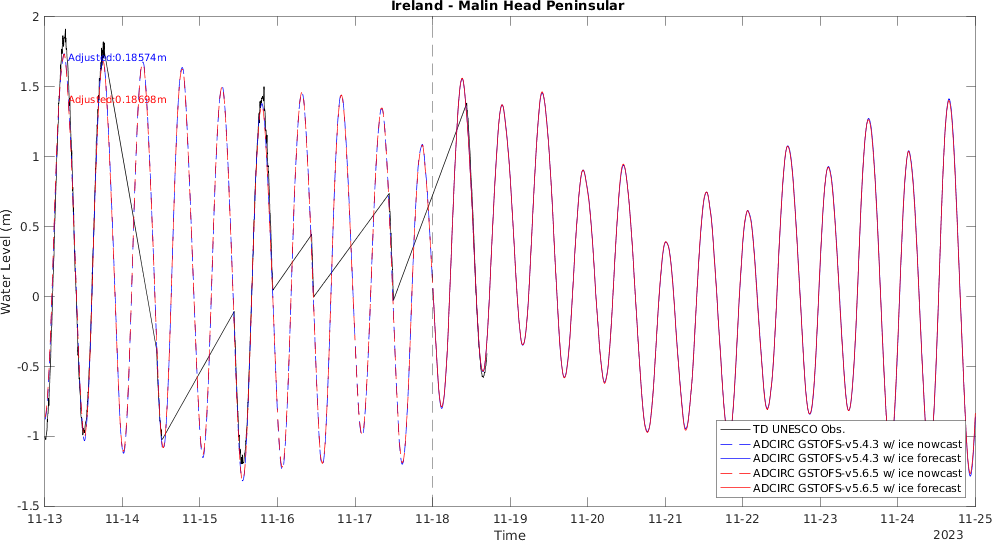 Ireland - Malin Head Peninsular
Water Level (m)
2
1.5
1
0.5
0
-0.5
-1
-1.5
Adjusted:0.18574m
Adjusted:0.18698m
TD UNESCO Obs.
ADCIRC GSTOFS-v5.4.3 w/ ice nowcast
ADCIRC GSTOFS-v5.4.3 w/ ice forecast
ADCIRC GSTOFS-v5.6.5 w/ ice nowcast
ADCIRC GSTOFS-v5.6.5 w/ ice forecast
11-13 11-14 11-15 11-16 11-17 11-18 11-19 11-20 11-21 11-22 11-23 11-24 11-25
Time
2023